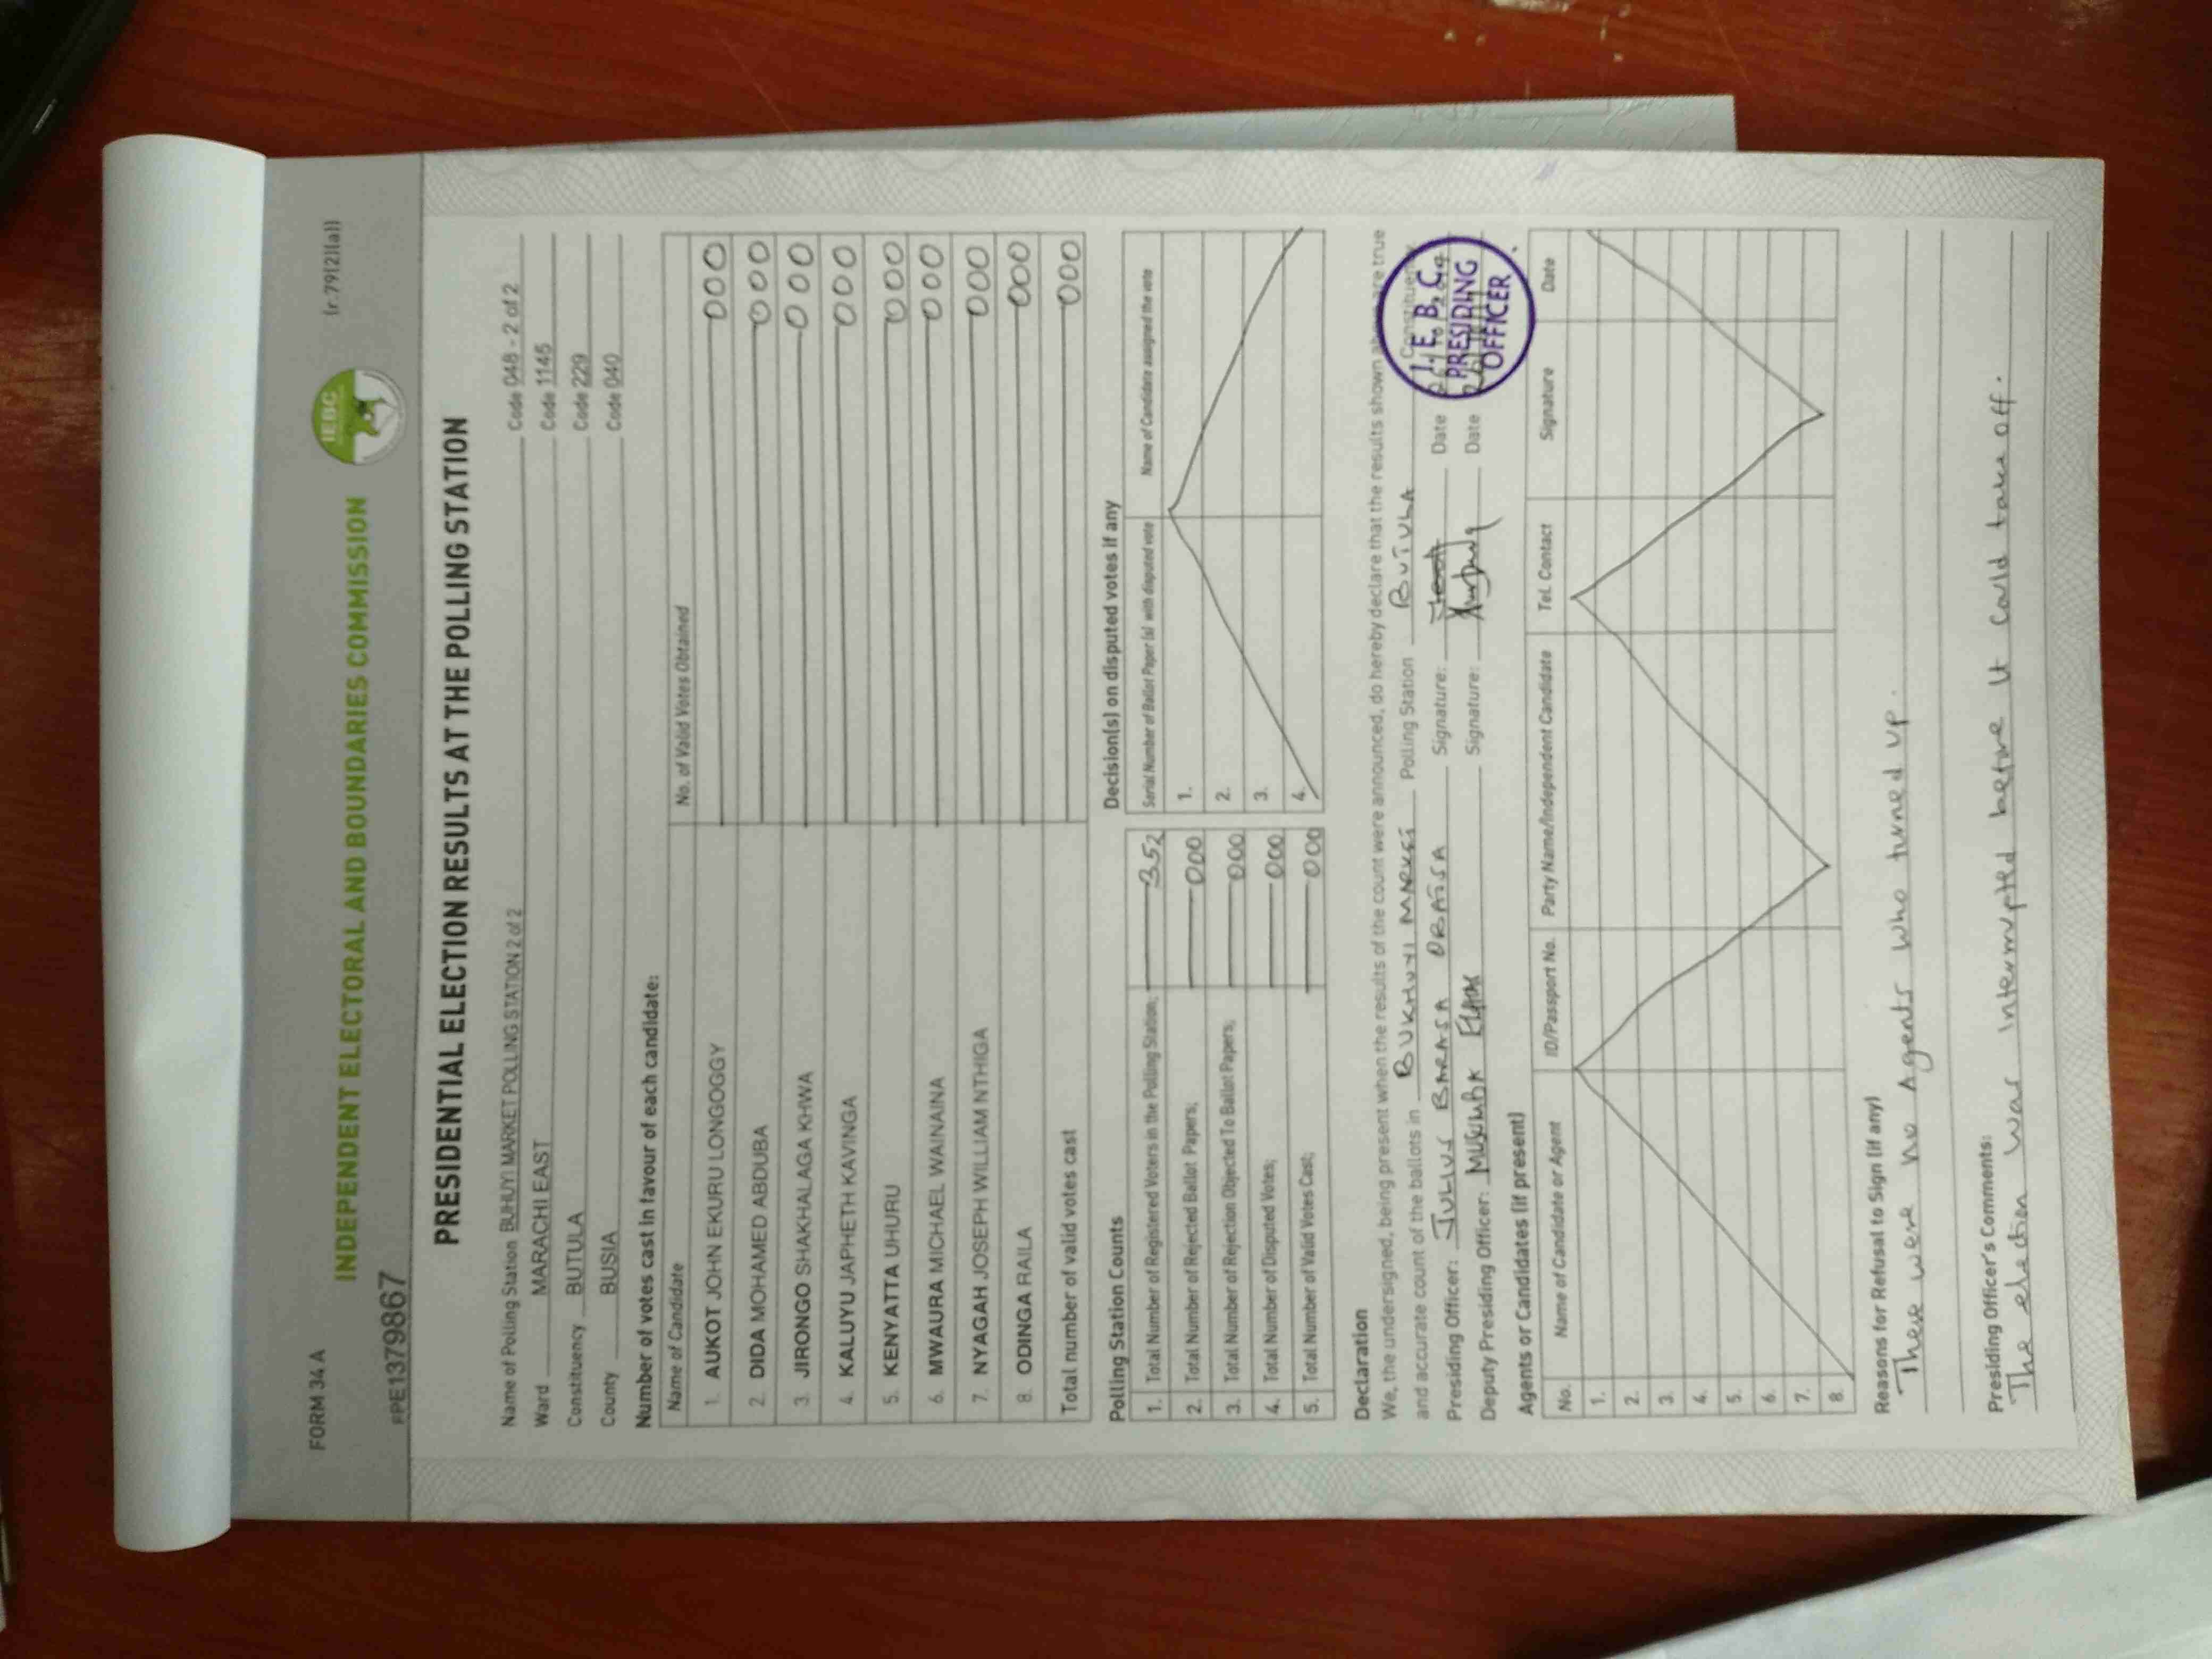 FORM 34 A
(r.79(2)(a))
INDEPENDENT ELECTORAL AND BOUNDARIES COMMISSION
IEBC
PPE1379867
PRESIDENTIAL ELECTION RESULTS AT THE POLLING STATION
Name of Polling Station BUHUYI MARKET POLLING STATION 2 of 2 Code 048 - 2 of 2
Ward MARACHI EAST Code 1145
Constituency BUTULA Code 229
County BUSIA Code 040
Number of votes cast in favour of each candidate:
Name of Candidate No. of Valid Votes Obtained
1. AUKOT JOHN EKURU LONGOGGY 000
2. DIDA MOHAMED ABDUBA 000
3. JIRONGO SHAKHALAGA KHWA 000
4. KALUYU JAPHETH KAVINGA 000
5. KENYATTA UHURU 000
6. MWAURA MICHAEL WAINAINA 000
7. NYAGAH JOSEPH WILLIAM NTHIGA 000
8. ODINGA RAILA 000
Total number of valid votes cast 000
Polling Station Counts
1. Total Number of Registered Voters in the Polling Station; 352
2. Total Number of Rejected Ballot Papers; 000
3. Total Number of Rejection Objected To Ballot Papers; 000
4. Total Number of Disputed Votes; 000
5. Total Number of Valid Votes Cast; 000
Decision(s) on disputed votes if any
Serial Number of Ballot Paper (s) with disputed vote Name of Candidate assigned the vote
1.
2.
3.
4.
Declaration
We, the undersigned, being present when the results of the count were announced, do hereby declare that the results shown above are true
and accurate count of the ballots in BUKHUYI MARKET Polling Station BUTULA Constituency
Presiding Officer: JULIUS BARASA Signature: Date
Deputy Presiding Officer: Signature: Date
I. E. B. C.
PRESIDING
OFFICER
Agents or Candidates (if present)
No. Name of Candidate or Agent ID/Passport No. Party Name/Independent Candidate Tel. Contact Signature Date
1.
2.
3.
4.
5.
6.
7.
8.
Reasons for Refusal to Sign (if any)
There were no Agents who turned up.
Presiding Officer's Comments:
The election was interrupted before it could take off.